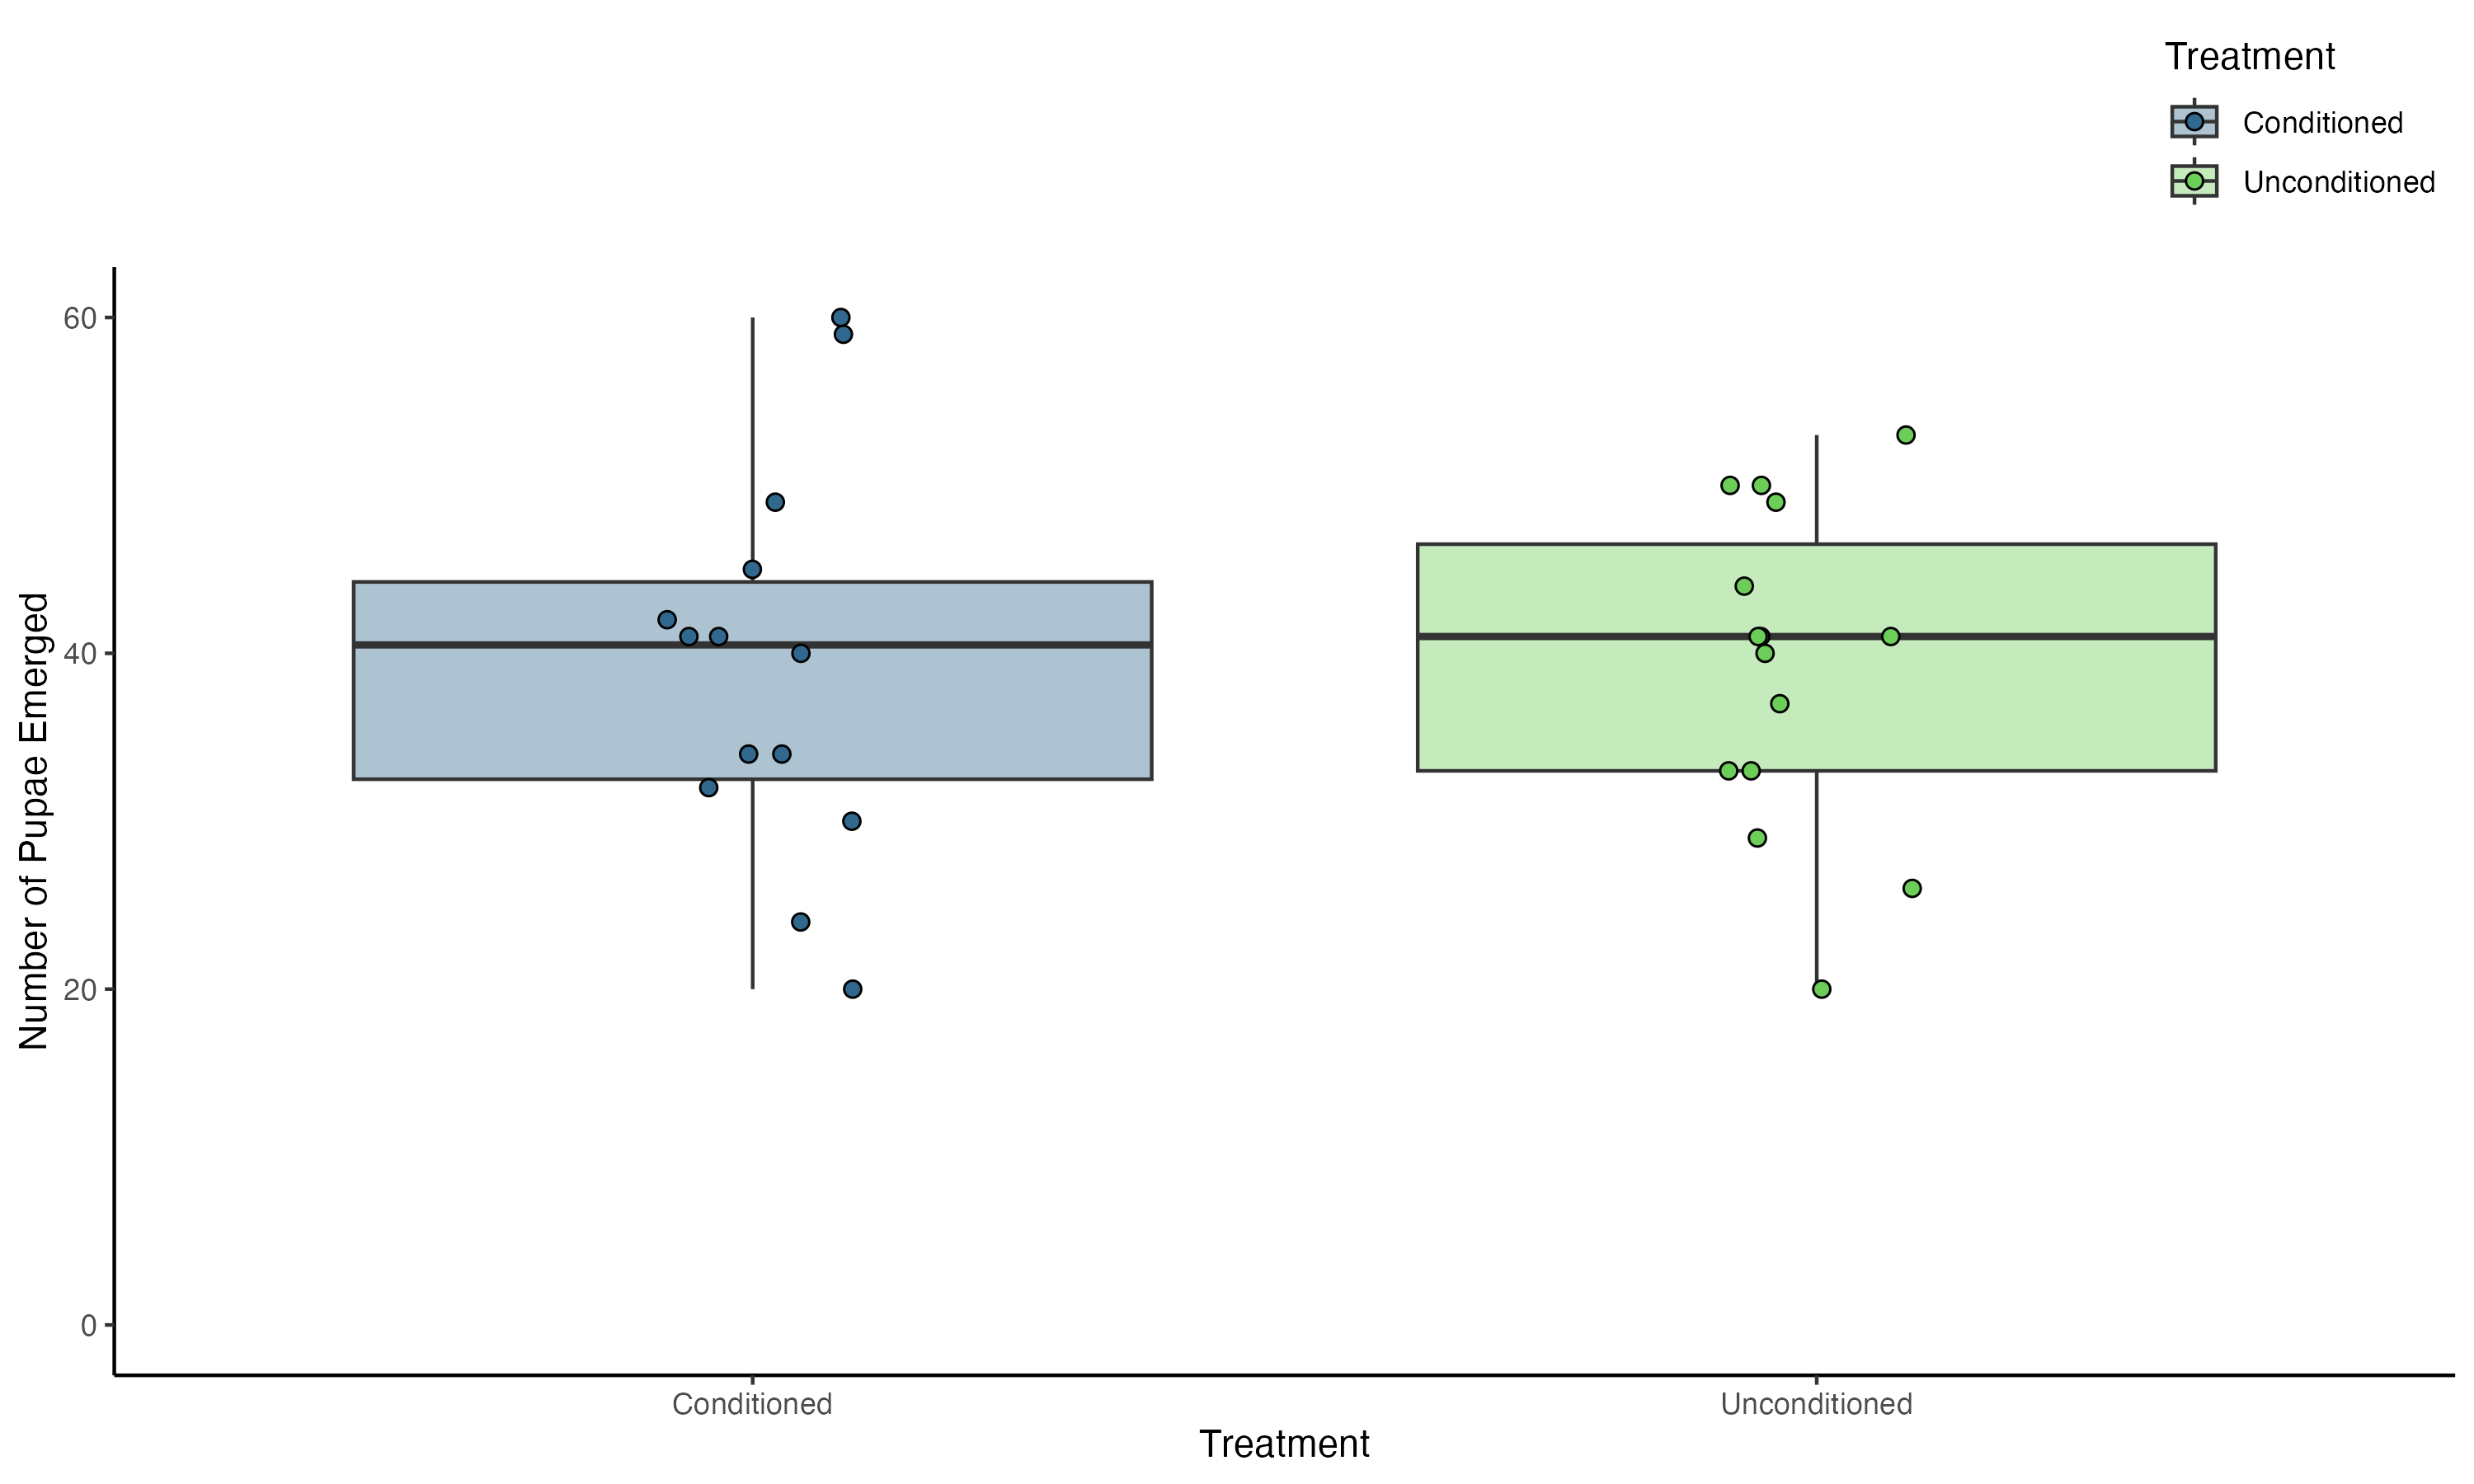 Treatment
Conditioned
Unconditioned
60
40
20
0
Number of Pupae Emerged
Conditioned
Unconditioned
Treatment